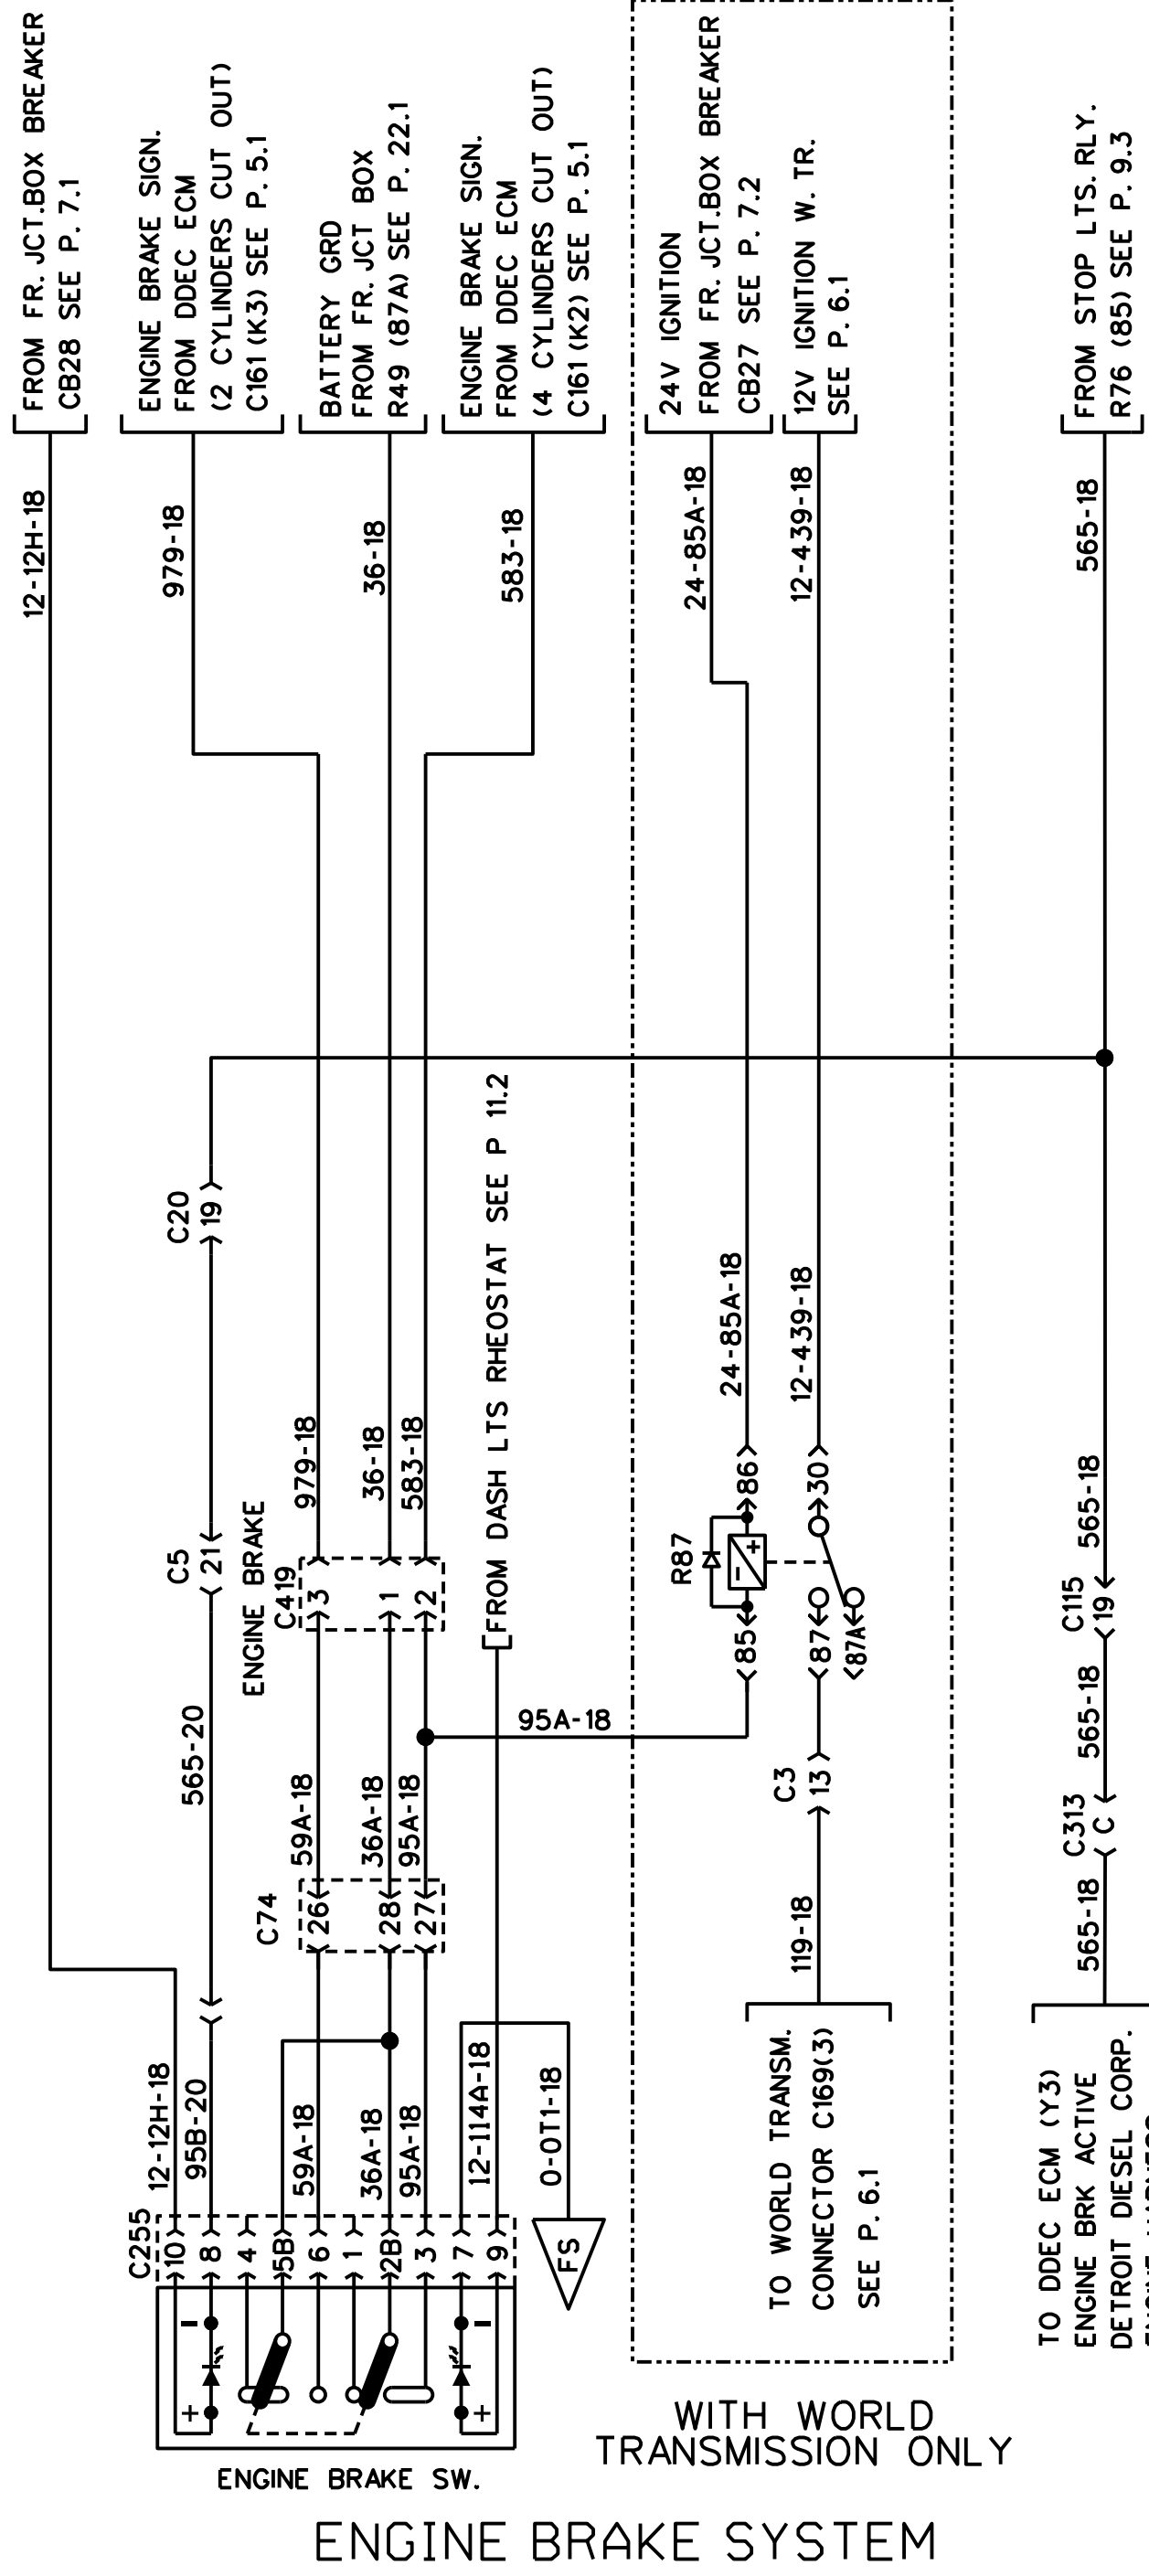 FROM FR. JCT.BOX BREAKER
CB28 SEE P. 7.1
ENGINE BRAKE SIGN.
FROM DDEC ECM
(2 CYLINDERS CUT OUT)
C161(K3) SEE P. 5.1
BATTERY GRD
FROM FR. JCT BOX
R49 (87A) SEE P. 22.1
ENGINE BRAKE SIGN.
FROM DDEC ECM
(4 CYLINDERS CUT OUT)
C161(K2) SEE P. 5.1
24V IGNITION
FROM FR. JCT.BOX BREAKER
CB27 SEE P. 7.2
12V IGNITION W. TR.
SEE P. 6.1
FROM STOP LTS. RLY.
R76 (85) SEE P. 9.3
12-12H-18
979-18
36-18
583-18
24-85A-18
12-439-18
565-18
C20
19
FROM DASH LTS RHEOSTAT SEE P 11.2
24-85A-18
12-439-18
C5
21
ENGINE BRAKE
C419
979-18
36-18
583-18
3
1
2
R87
86
30
85
87
87A
+
-
565-18
C115
19
565-20
59A-18
36A-18
95A-18
95A-18
C3
13
565-18
C313
C
C74
26
28
27
119-18
565-18
12-12H-18
95B-20
59A-18
36A-18
95A-18
12-114A-18
0-0T1-18
C255
10
8
4
5B
6
1
2B
3
7
9
FS
TO WORLD TRANSM.
CONNECTOR C169(3)
SEE P. 6.1
TO DDEC ECM (Y3)
ENGINE BRK ACTIVE
DETROIT DIESEL CORP.
-
+
-
+
ENGINE BRAKE SW.
WITH WORLD
TRANSMISSION ONLY
ENGINE BRAKE SYSTEM